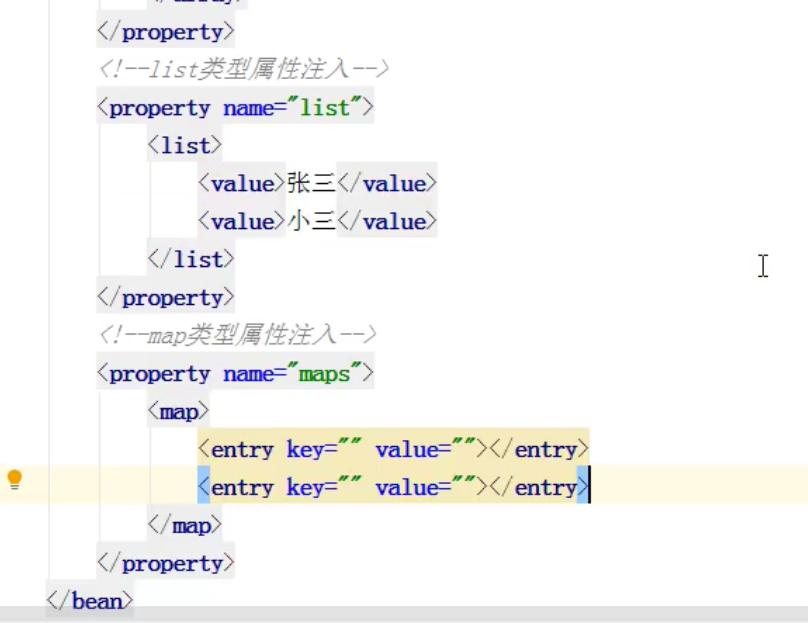 </property>
<!--list类型属性注入-->
<property name="list">
<list>
<value>张三</value>
<value>小三</value>
</list>
</property>
<!--map类型属性注入-->
<property name="maps">
<map>
<entry key="" value=""></entry>
<entry key="" value=""></entry>
</map>
</property>
</bean>